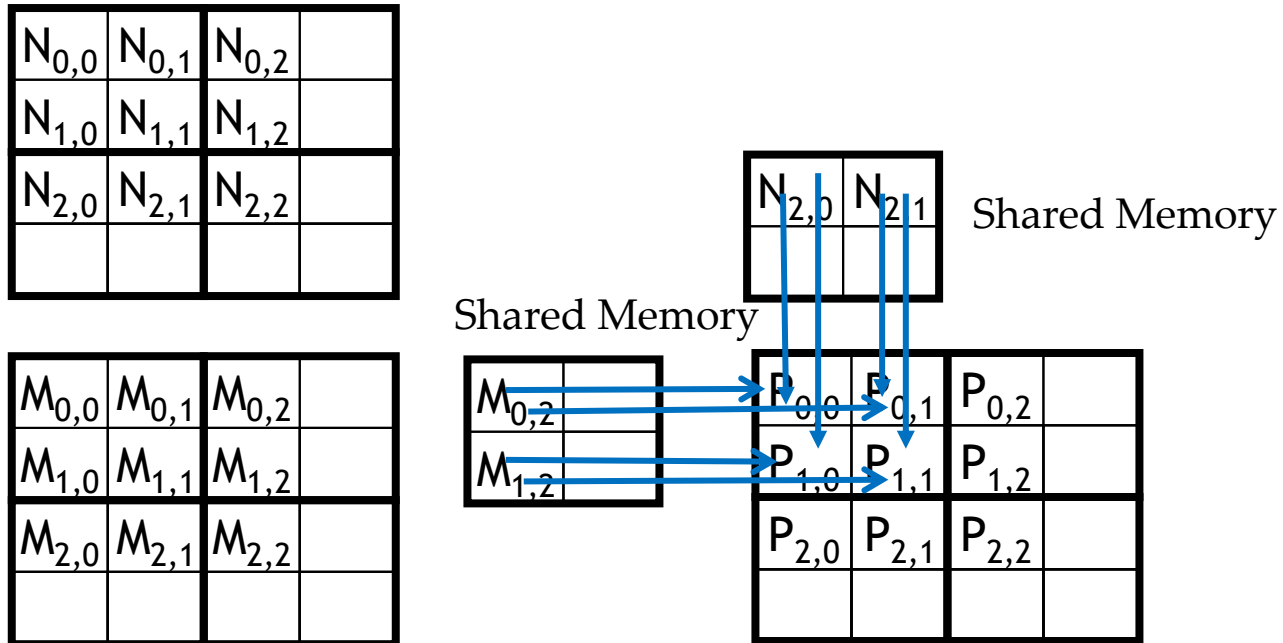 N0,0 N0,1 N0,2
N1,0 N1,1 N1,2
N2,0 N2,1 N2,2
N2,0 N2,1
Shared Memory
Shared Memory
M0,0 M0,1 M0,2
M1,0 M1,1 M1,2
M2,0 M2,1 M2,2
M0,2
M1,2
P0,0 P0,1 P0,2
P1,0 P1,1 P1,2
P2,0 P2,1 P2,2